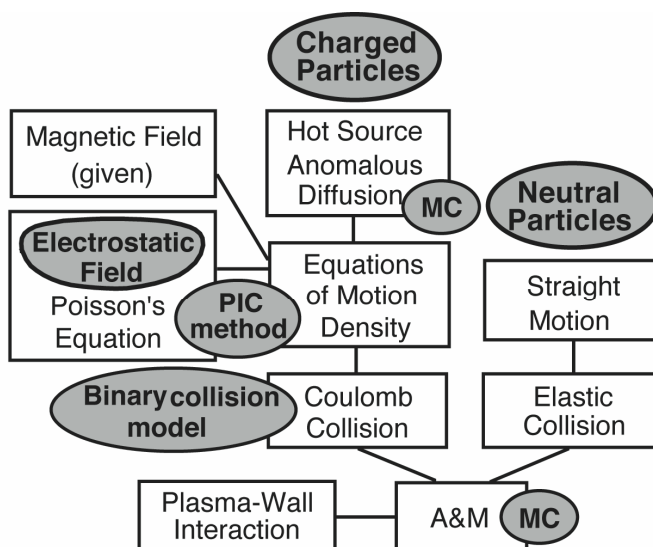 Charged
Particles
Magnetic Field
(given)
Hot Source
Anomalous
Diffusion
MC
Neutral
Particles
Electrostatic
Field
Poisson's
Equation
PIC
method
Equations
of Motion
Density
Straight
Motion
Binary collision
model
Coulomb
Collision
Elastic
Collision
Plasma-Wall
Interaction
A&M
MC